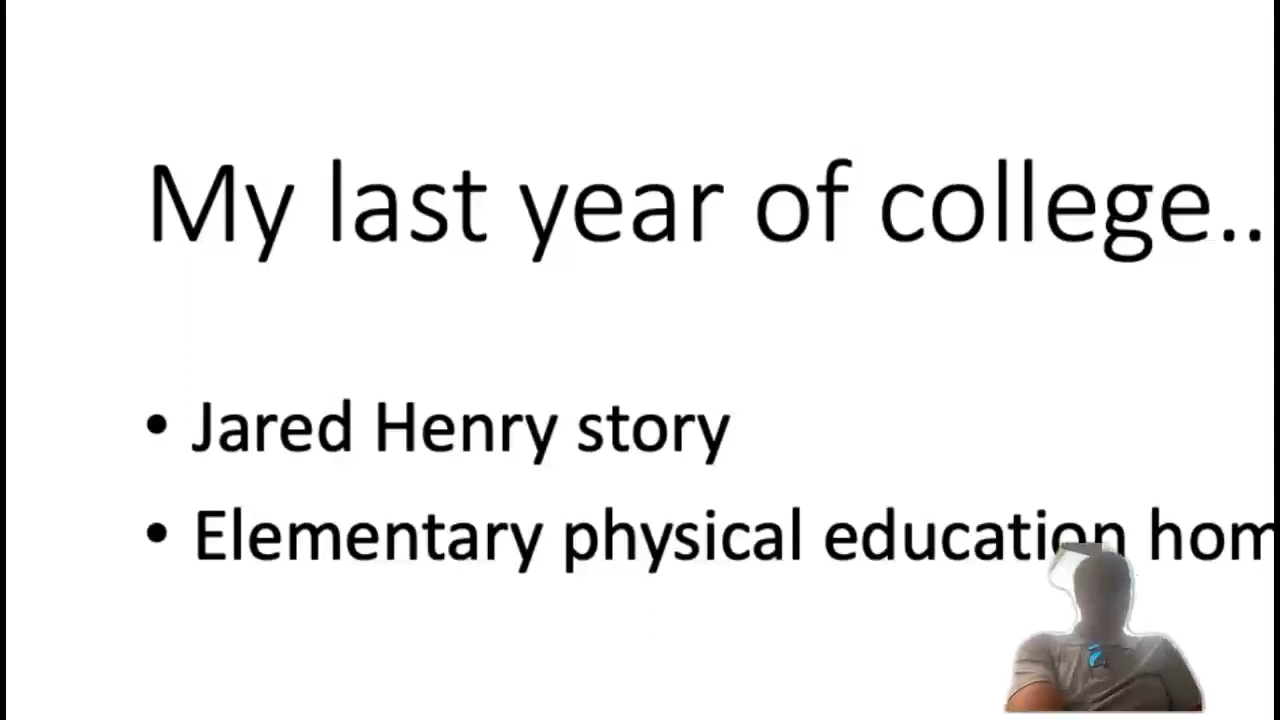 My last year of college..
• Jared Henry story
• Elementary physical education hom